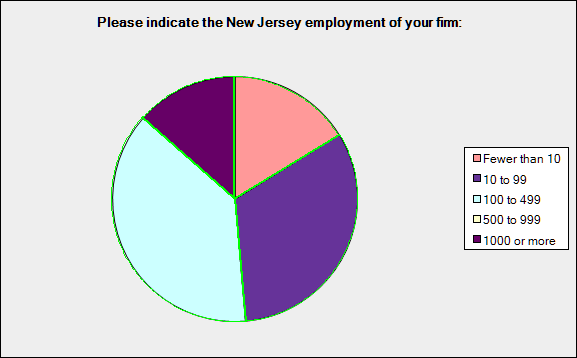 Please indicate the New Jersey employment of your firm:
Fewer than 10
10 to 99
100 to 499
500 to 999
1000 or more